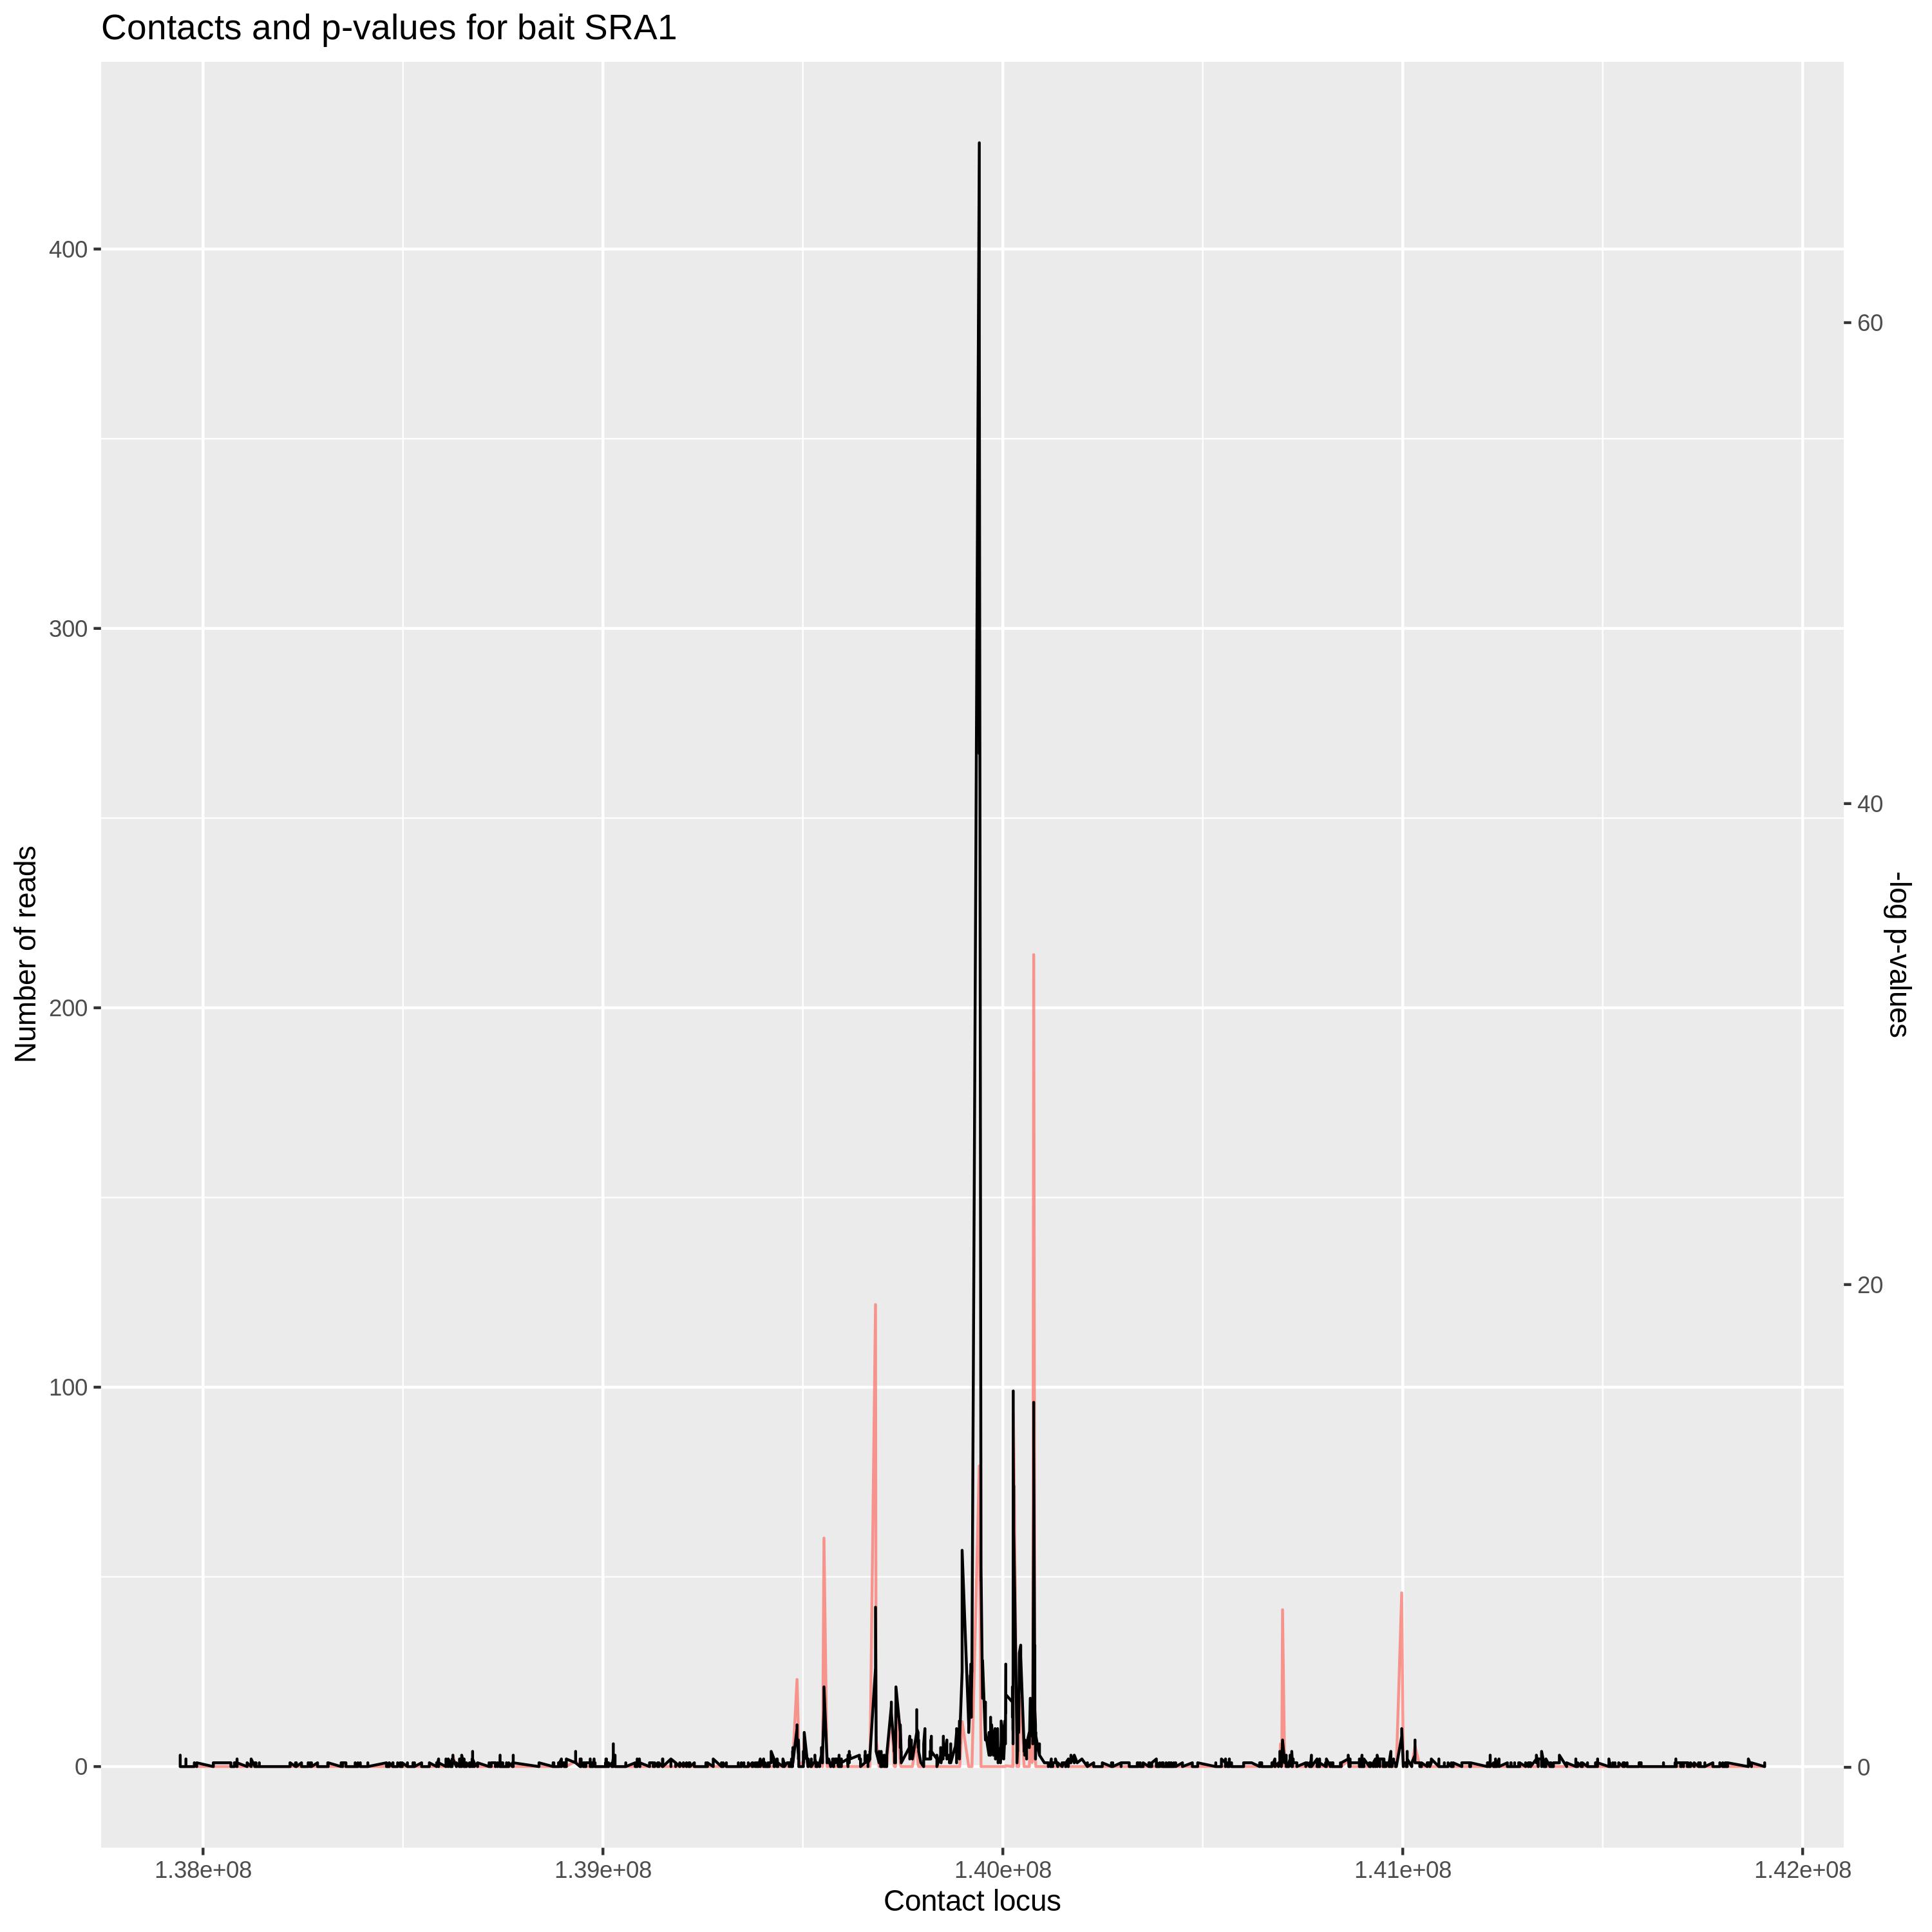 Contacts and p-values for bait SRA1
400
300
200
100
0
Number of reads
60
40
20
0
-log p-values
1.38e+08
1.39e+08
1.40e+08
1.41e+08
1.42e+08
Contact locus